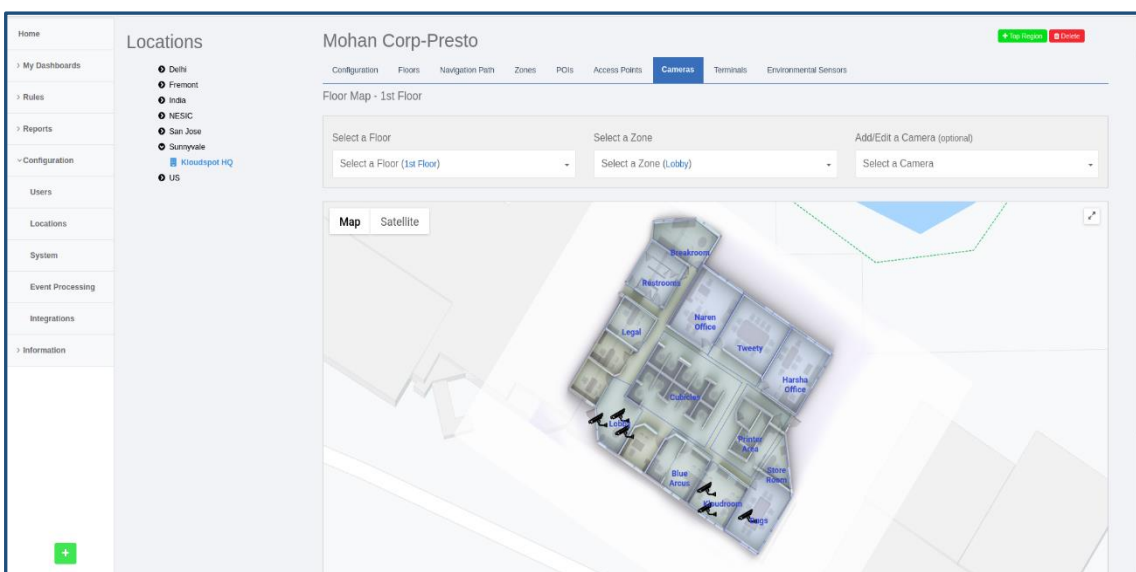 Home
> My Dashboards
> Rules
> Reports
Configuration
Users
Locations
System
Event Processing
Integrations
> Information
+
Locations
Delhi
Fremont
India
NESIC
San Jose
Sunnyvale
Kloudspot HQ
US
Mohan Corp-Presto
+ Top Region
Delete
Configuration Floors Navigation Path Zones POIs Access Points Cameras Terminals Environmental Sensors
Floor Map - 1st Floor
Select a Floor
Select a Floor (1st Floor)
Select a Zone
Select a Zone (Lobby)
Add/Edit a Camera (optional)
Select a Camera
Map Satellite
Breakroom
Restrooms
Naren
Office
Legal
Tweety
Harsha
Office
Cubicles
Lobby
Printer
Area
Blue
Arcus
Store
Room
Kloudroom